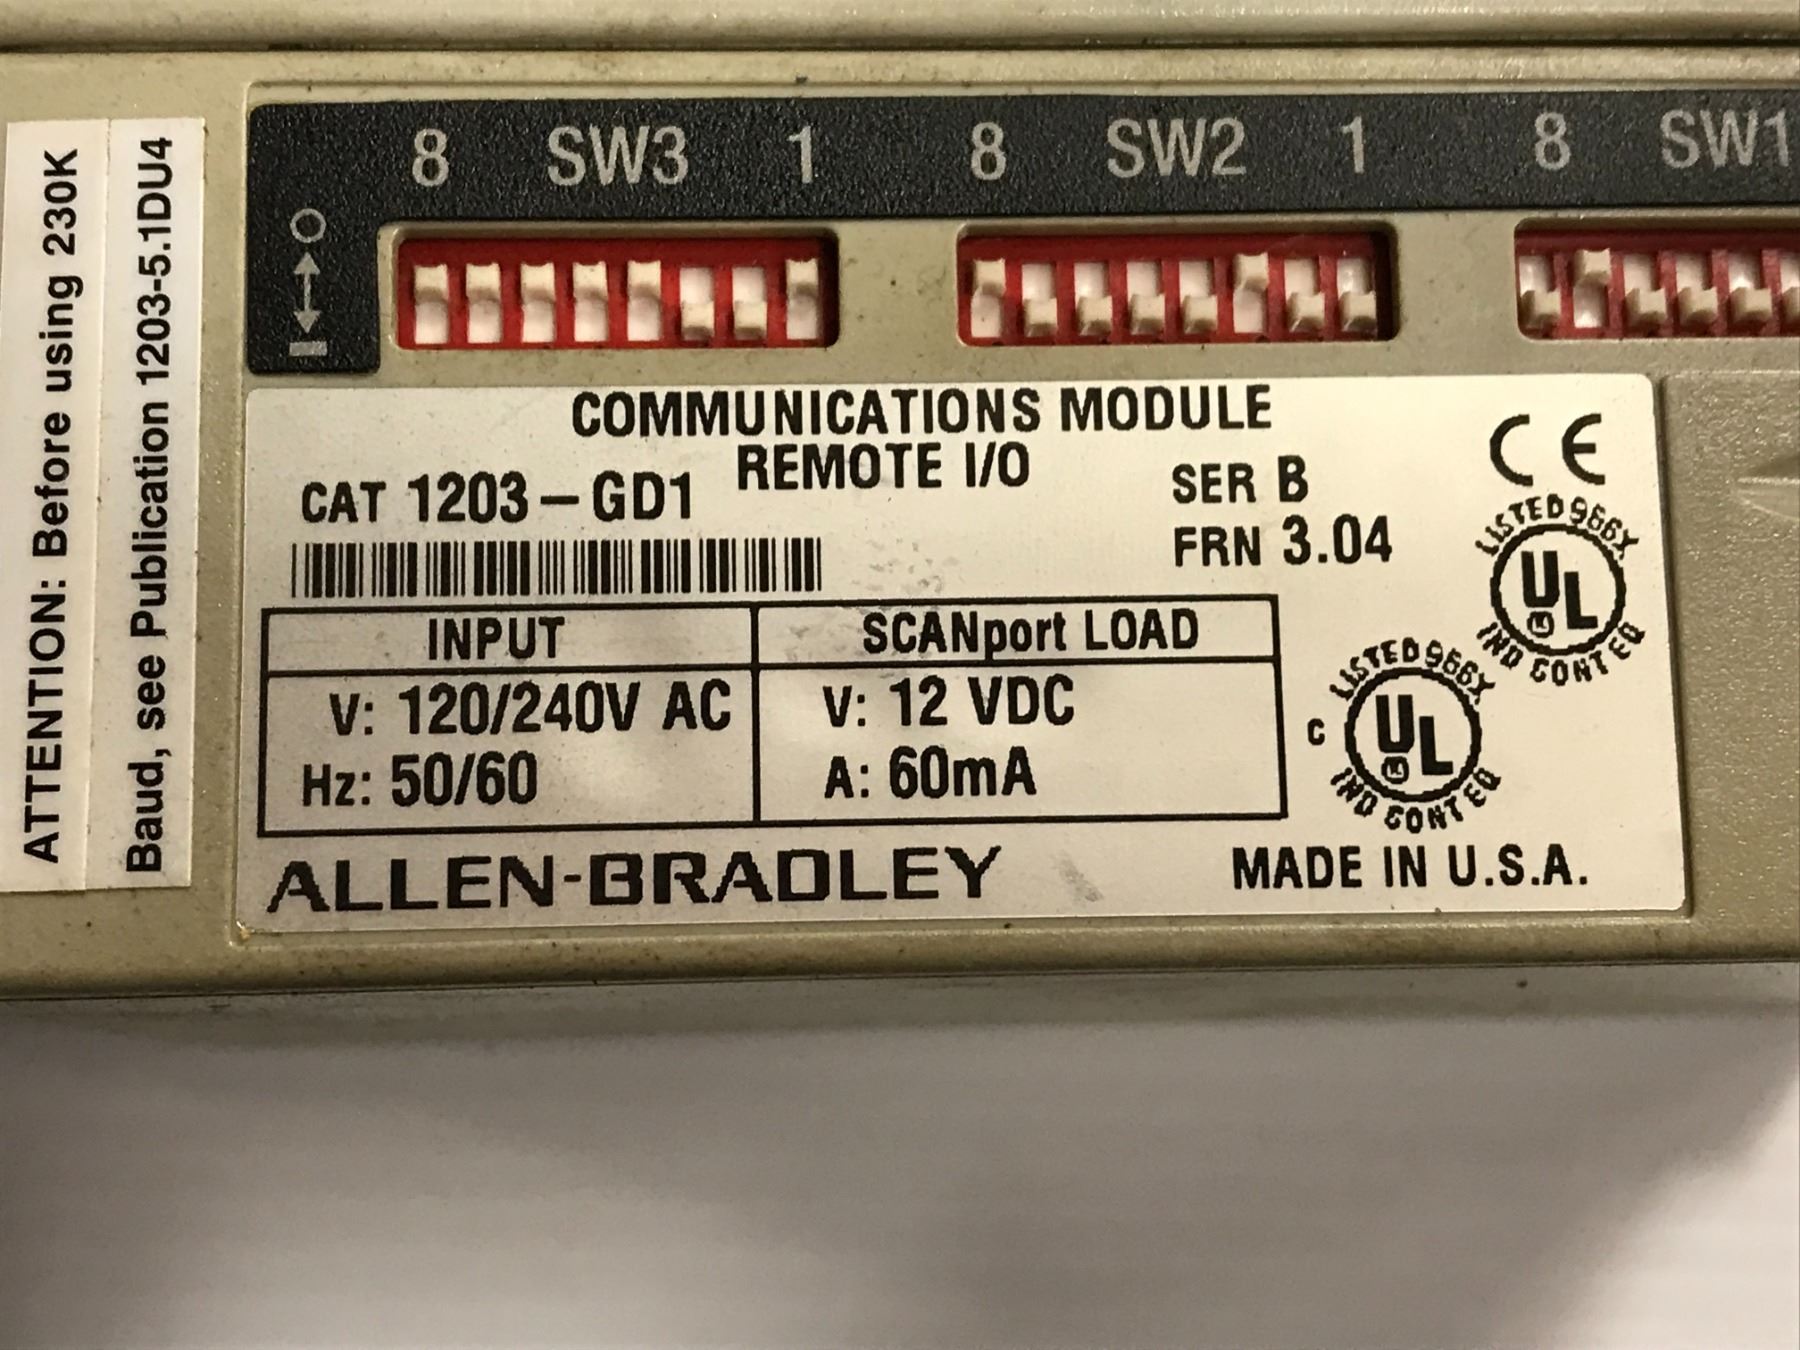 ATTENTION: Before using 230K
Baud, see Publication 1203-5.1DU4
8 SW3 1 8 SW2 1 8 SW1
COMMUNICATIONS MODULE
REMOTE I/O
CAT 1203-GD1
SER B
FRN 3.04
CE
LISTED 966X
UL
IND CONT EQ
INPUT
V: 120/240V AC
Hz: 50/60
SCANport LOAD
V: 12 VDC
A: 60mA
LISTED 966X
C UL
IND CONT EQ
ALLEN-BRADLEY
MADE IN U.S.A.